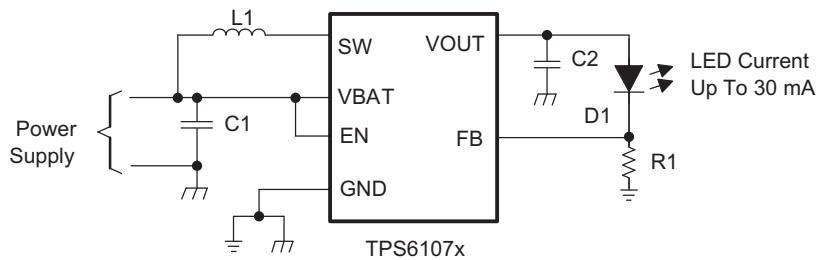 L1
SW
VOUT
C2
LED Current
Up To 30 mA
VBAT
D1
Power
Supply
C1
EN
FB
R1
GND
TPS6107x